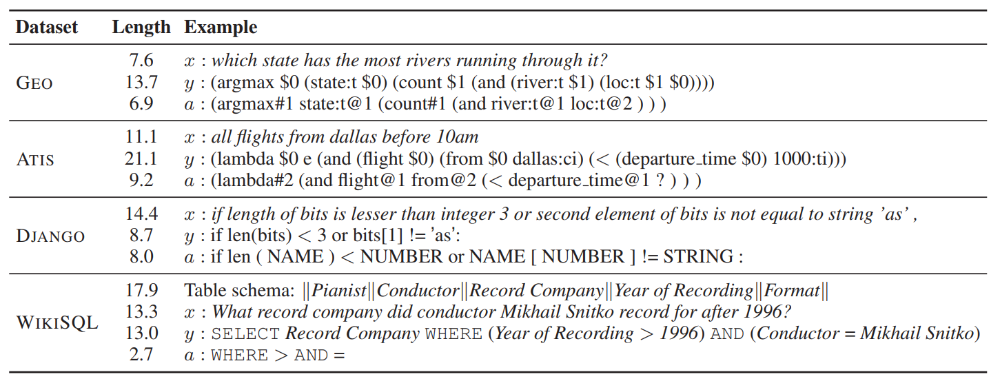 Dataset Length Example
7.6 x : which state has the most rivers running through it?
GEO 13.7 y : (argmax $0 (state:t $0) (count $1 (and (river:t $1) (loc:t $1 $0))))
6.9 a : (argmax#1 state:t@1 (count#1 (and river:t@1 loc:t@2 ) ) )
11.1 x : all flights from dallas before 10am
ATIS 21.1 y : (lambda $0 e (and (flight $0) (from $0 dallas:ci) (< (departure_time $0) 1000:ti)))
9.2 a : (lambda#2 (and flight@1 from@2 (< departure_time@1 ? ) ) )
14.4 x : if length of bits is lesser than integer 3 or second element of bits is not equal to string 'as' ,
DJANGO 8.7 y : if len(bits) < 3 or bits[1] != 'as':
8.0 a : if len ( NAME ) < NUMBER or NAME [ NUMBER ] != STRING :
17.9 Table schema: ||Pianist||Conductor||Record Company||Year of Recording||Format||
13.3 x : What record company did conductor Mikhail Snitko record for after 1996?
WIKISQL 13.0 y : SELECT Record Company WHERE (Year of Recording > 1996) AND (Conductor = Mikhail Snitko)
2.7 a : WHERE > AND =